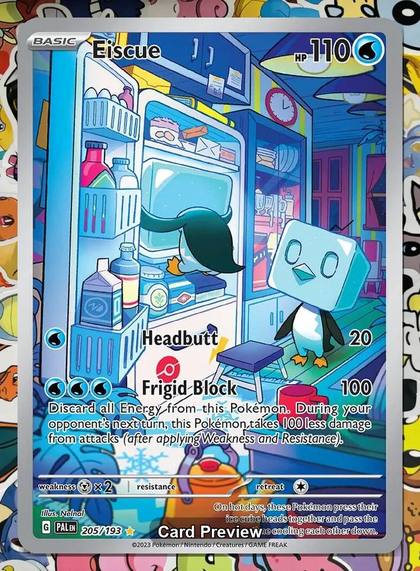 BASIC Eiscue HP 110
Headbutt 20
Frigid Block 100
Discard all Energy from this Pokémon. During your
opponent's next turn, this Pokémon takes 100 less damage
from attacks (after applying Weakness and Resistance).
weakness ×2 resistance retreat
Illus. Nelnal
On hot days, these Pokémon press their
ice cube heads together and pass
cooling each other down.
G PAL EN 205/193
Card Preview
©2023 Pokémon / Nintendo / Creatures / GAME FREAK